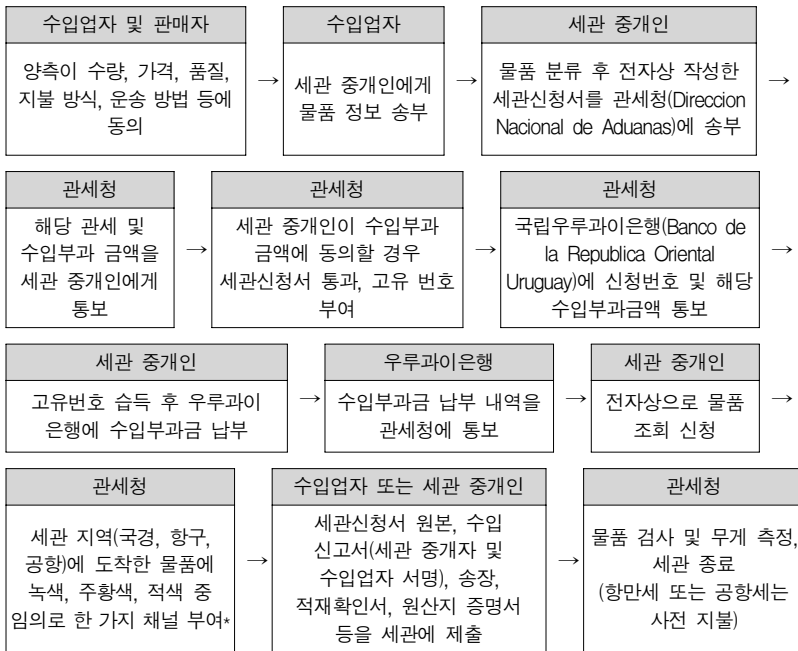 수입업자 및 판매자
양측이 수량, 가격, 품질,
지불 방식, 운송 방법 등에
동의
→
수입업자
세관 중개인에게
물품 정보 송부
→
세관 중개인
물품 분류 후 전자상 작성한
세관신청서를 관세청(Direccion
Nacional de Aduanas)에 송부
→
관세청
해당 관세 및
수입부과 금액을
세관 중개인에게
통보
→
관세청
세관 중개인이 수입부과
금액에 동의할 경우
세관신청서 통과, 고유 번호
부여
→
관세청
국립우루과이은행(Banco de
la Republica Oriental
Uruguay)에 신청번호 및 해당
수입부과금액 통보
→
세관 중개인
고유번호 습득 후 우루과이
은행에 수입부과금 납부
→
우루과이은행
수입부과금 납부 내역을
관세청에 통보
→
세관 중개인
전자상으로 물품
조회 신청
→
관세청
세관 지역(국경, 항구,
공항)에 도착한 물품에
녹색, 주황색, 적색 중
임의로 한 가지 채널 부여*
→
수입업자 또는 세관 중개인
세관신청서 원본, 수입
신고서(세관 중개자 및
수입업자 서명), 송장,
적재확인서, 원산지 증명서
등을 세관에 제출
→
관세청
물품 검사 및 무게 측정,
세관 종료
(항만세 또는 공항세는
사전 지불)